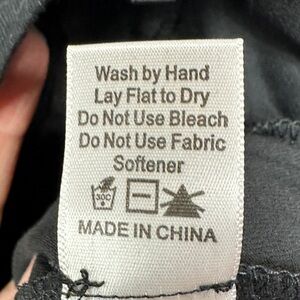 Wash by Hand
Lay Flat to Dry
Do Not Use Bleach
Do Not Use Fabric
Softener
30C
MADE IN CHINA